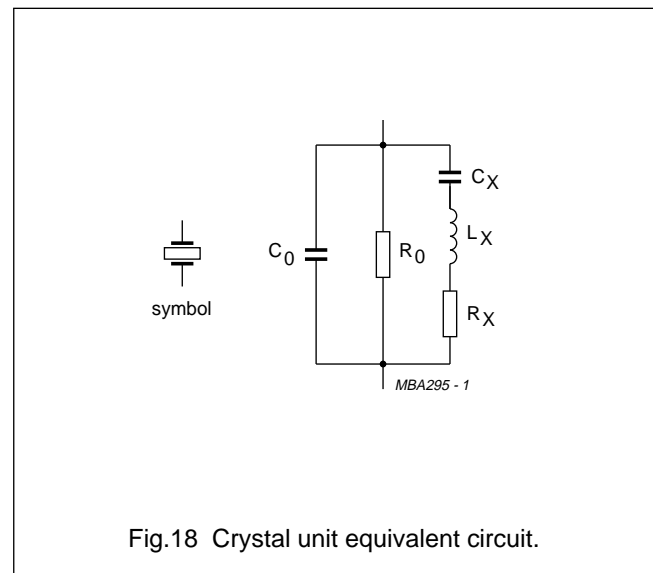 C0
R0
CX
LX
RX
symbol
MBA295 - 1
Fig.18 Crystal unit equivalent circuit.